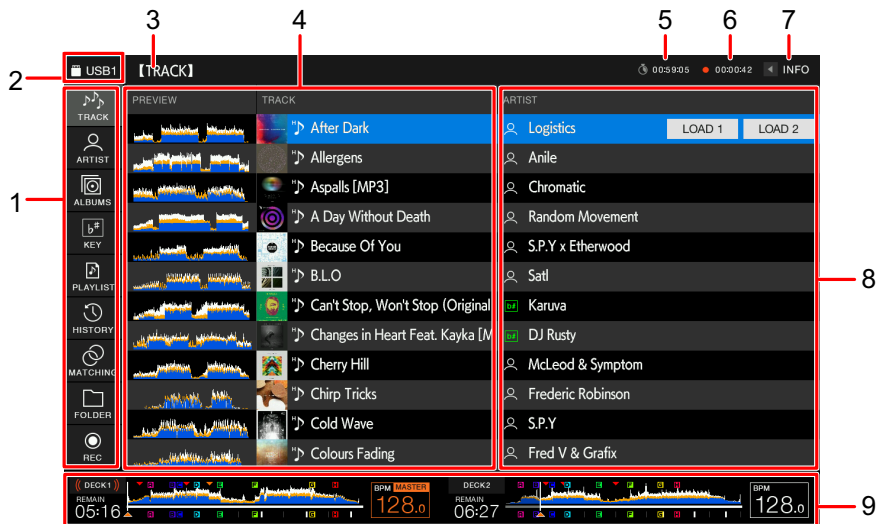 3 4 5 6 7
2 USB1 【TRACK】 00:59:05 00:00:42 INFO
PREVIEW TRACK ARTIST
TRACK
After Dark Logistics LOAD 1 LOAD 2
ARTIST
Allergens Anile
ALBUMS
Aspalls [MP3] Chromatic
1
A Day Without Death Random Movement
KEY
Because Of You S.P.Y x Etherwood
PLAYLIST
B.L.O Satl
8
HISTORY
Can't Stop, Won't Stop (Original Karuva
Changes in Heart Feat. Kayka [M DJ Rusty
MATCHING
Cherry Hill McLeod & Symptom
FOLDER
Chirp Tricks Frederic Robinson
Cold Wave S.P.Y
REC
Colours Fading Fred V & Grafix
DECK1 BPM MASTER DECK2 BPM
REMAIN 128.0 REMAIN 128.0
05:16 06:27
9